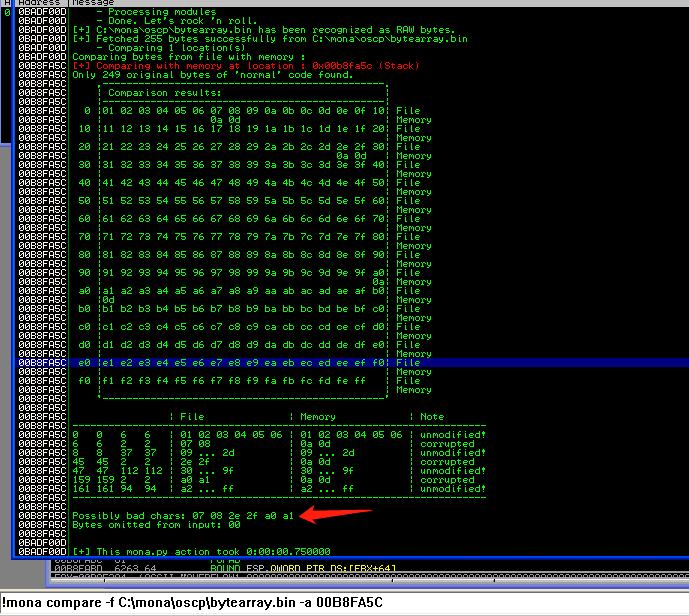 Address Message
0BADF00D - Processing modules
0BADF00D - Done. Let's rock 'n roll.
0BADF00D [+] C:\mona\oscp\bytearray.bin has been recognized as RAW bytes.
0BADF00D [+] Fetched 255 bytes successfully from C:\mona\oscp\bytearray.bin
0BADF00D - Comparing 1 location(s)
0BADF00D Comparing bytes from file with memory :
00B8FA5C [+] Comparing with memory at location : 0x00b8fa5c (Stack)
00B8FA5C Only 249 original bytes of 'normal' code found.
00B8FA5C
00B8FA5C | Comparison results:
00B8FA5C
00B8FA5C 0 |01 02 03 04 05 06 07 08 09 0a 0b 0c 0d 0e 0f 10| File
00B8FA5C 0a 0d | Memory
00B8FA5C 10 |11 12 13 14 15 16 17 18 19 1a 1b 1c 1d 1e 1f 20| File
00B8FA5C | Memory
00B8FA5C 20 |21 22 23 24 25 26 27 28 29 2a 2b 2c 2d 2e 2f 30| File
00B8FA5C 0a 0d | Memory
00B8FA5C 30 |31 32 33 34 35 36 37 38 39 3a 3b 3c 3d 3e 3f 40| File
00B8FA5C | Memory
00B8FA5C 40 |41 42 43 44 45 46 47 48 49 4a 4b 4c 4d 4e 4f 50| File
00B8FA5C | Memory
00B8FA5C 50 |51 52 53 54 55 56 57 58 59 5a 5b 5c 5d 5e 5f 60| File
00B8FA5C | Memory
00B8FA5C 60 |61 62 63 64 65 66 67 68 69 6a 6b 6c 6d 6e 6f 70| File
00B8FA5C | Memory
00B8FA5C 70 |71 72 73 74 75 76 77 78 79 7a 7b 7c 7d 7e 7f 80| File
00B8FA5C | Memory
00B8FA5C 80 |81 82 83 84 85 86 87 88 89 8a 8b 8c 8d 8e 8f 90| File
00B8FA5C | Memory
00B8FA5C 90 |91 92 93 94 95 96 97 98 99 9a 9b 9c 9d 9e 9f a0| File
00B8FA5C 0a| Memory
00B8FA5C a0 |a1 a2 a3 a4 a5 a6 a7 a8 a9 aa ab ac ad ae af b0| File
00B8FA5C |0d | Memory
00B8FA5C b0 |b1 b2 b3 b4 b5 b6 b7 b8 b9 ba bb bc bd be bf c0| File
00B8FA5C | Memory
00B8FA5C c0 |c1 c2 c3 c4 c5 c6 c7 c8 c9 ca cb cc cd ce cf d0| File
00B8FA5C | Memory
00B8FA5C d0 |d1 d2 d3 d4 d5 d6 d7 d8 d9 da db dc dd de df e0| File
00B8FA5C | Memory
00B8FA5C e0 |e1 e2 e3 e4 e5 e6 e7 e8 e9 ea eb ec ed ee ef f0| File
00B8FA5C | Memory
00B8FA5C f0 |f1 f2 f3 f4 f5 f6 f7 f8 f9 fa fb fc fd fe ff | File
00B8FA5C | Memory
00B8FA5C
00B8FA5C
00B8FA5C | File | Memory | Note
00B8FA5C
00B8FA5C 0 0 6 6 | 01 02 03 04 05 06 | 01 02 03 04 05 06 | unmodified!
00B8FA5C 6 6 2 2 | 07 08 | 0a 0d | corrupted
00B8FA5C 8 8 37 37 | 09 ... 2d | 09 ... 2d | unmodified!
00B8FA5C 45 45 2 2 | 2e 2f | 0a 0d | corrupted
00B8FA5C 47 47 112 112 | 30 ... 9f | 30 ... 9f | unmodified!
00B8FA5C 159 159 2 2 | a0 a1 | 0a 0d | corrupted
00B8FA5C 161 161 94 94 | a2 ... ff | a2 ... ff | unmodified!
00B8FA5C
00B8FA5C
00B8FA5C Possibly bad chars: 07 08 2e 2f a0 a1
00B8FA5C Bytes omitted from input: 00
0BADF00D
0BADF00D [+] This mona.py action took 0:00:00.750000
6263 64 BOUND ESP,QWORD PTR DS:[EBX+64]
!mona compare -f C:\mona\oscp\bytearray.bin -a 00B8FA5C